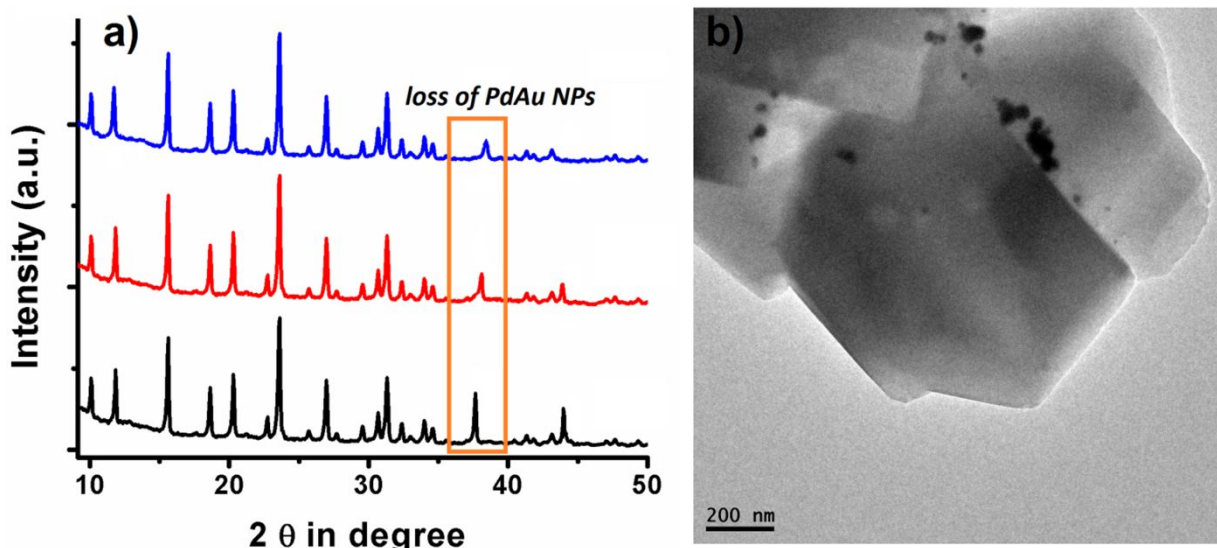 a)
loss of PdAu NPs
Intensity (a.u.)
10 20 30 40 50
2 θ in degree
b)
200 nm